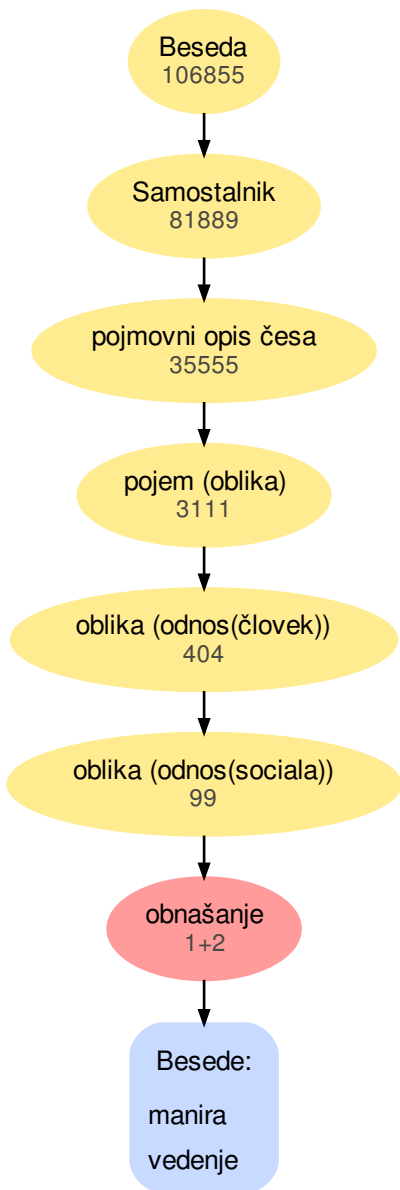 Beseda
106855
Samostalnik
81889
pojmovni opis česa
35555
pojem (oblika)
3111
oblika (odnos(človek))
404
oblika (odnos(sociala))
99
obnašanje
1+2
Besede:
manira
vedenje